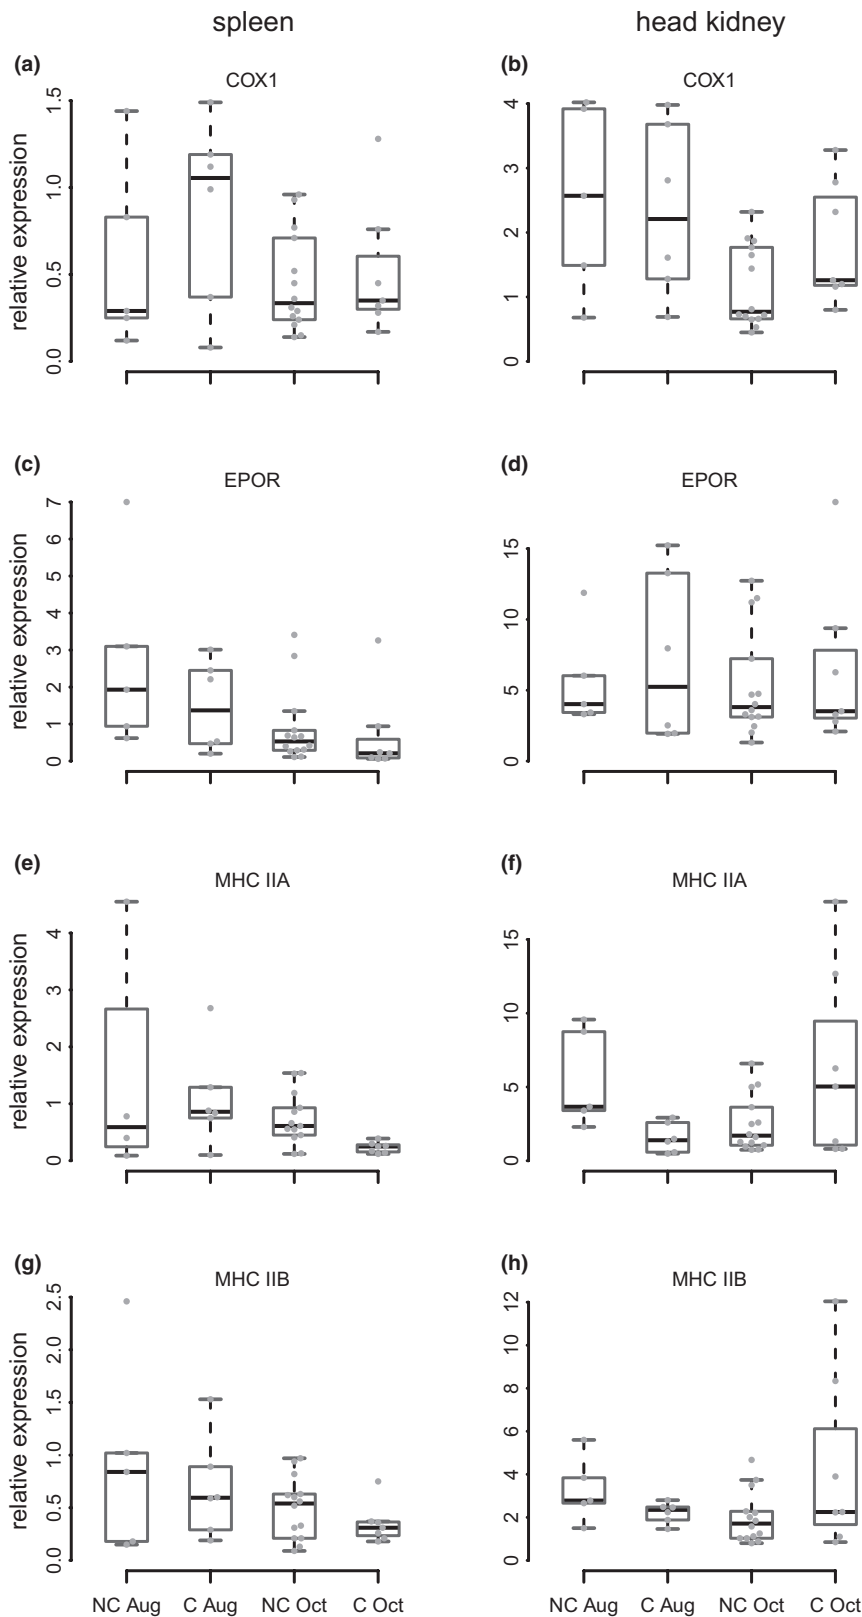 spleen head kidney
(a) (b)
COX1 COX1
relative expression
0.0 0.5 1.0 1.5
0 1 2 3 4
(c) (d)
EPOR EPOR
relative expression
0 1 2 3 4 5 6 7
0 5 10 15
(e) (f)
MHC IIA MHC IIA
relative expression
0 1 2 3 4
0 5 10 15
(g) (h)
MHC IIB MHC IIB
relative expression
0.0 0.5 1.0 1.5 2.0 2.5
0 2 4 6 8 10 12
NC Aug C Aug NC Oct C Oct NC Aug C Aug NC Oct C Oct